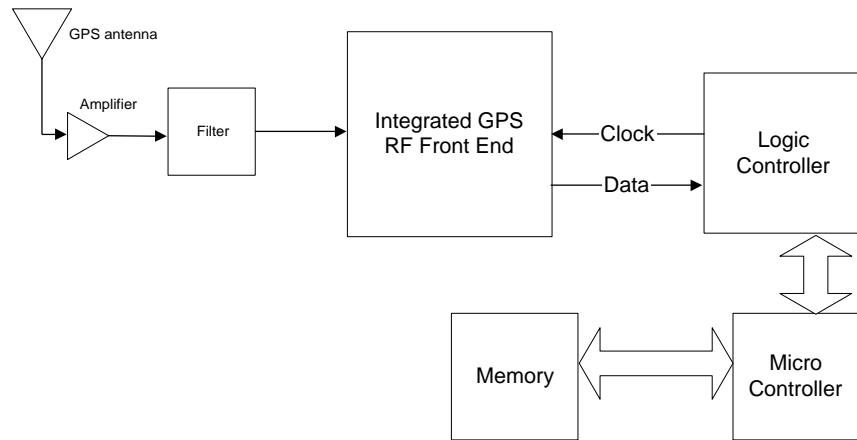 GPS antenna
Amplifier
Filter
Integrated GPS
RF Front End
Clock
Data
Logic
Controller
Memory
Micro
Controller